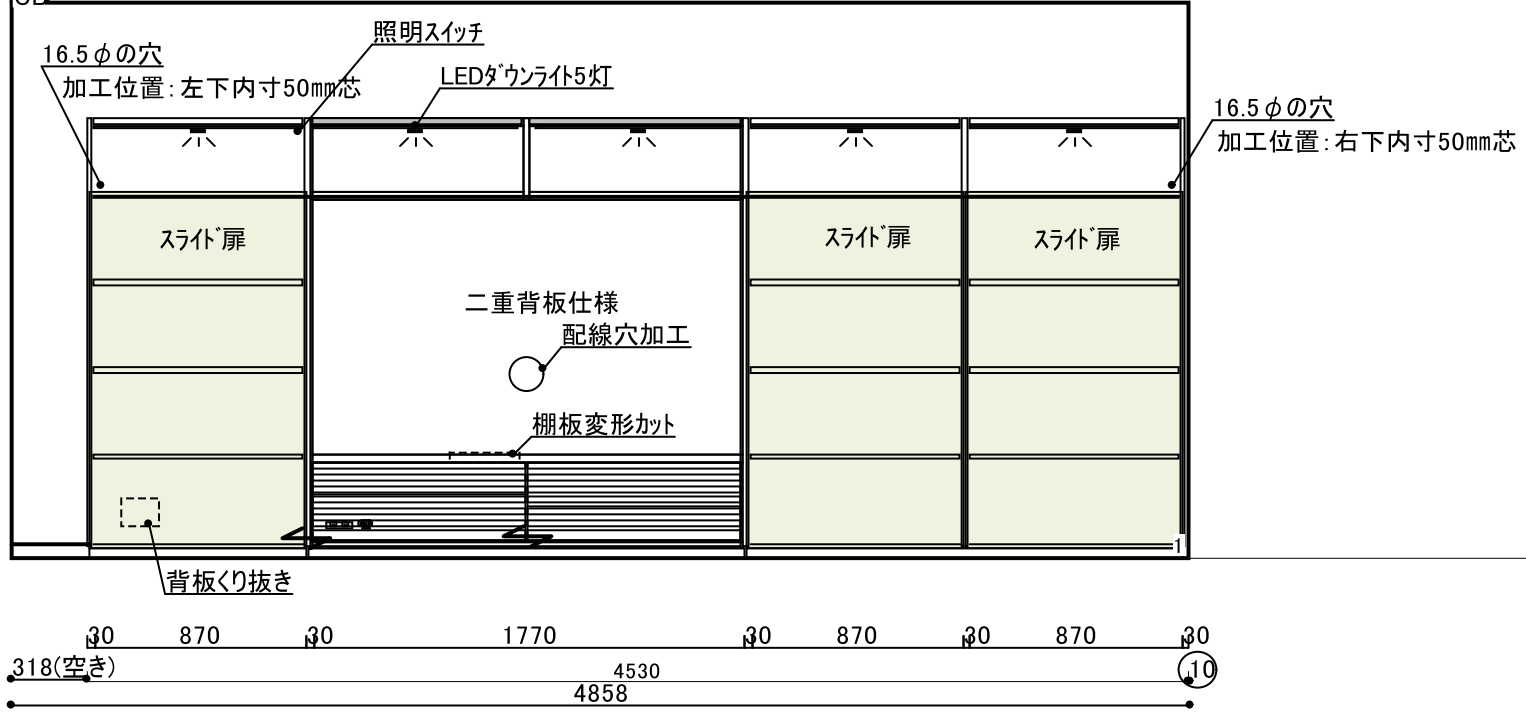 照明スイッチ
16.5φの穴
加工位置:左下内寸50㎜芯
LEDダウンライト5灯
16.5φの穴
加工位置:右下内寸50㎜芯
スライド扉
スライド扉
スライド扉
二重背板仕様
配線穴加工
棚板変形カット
1
背板くり抜き
30 870 30 1770 30 870 30 870 30
318(空き) 4530 10
4858